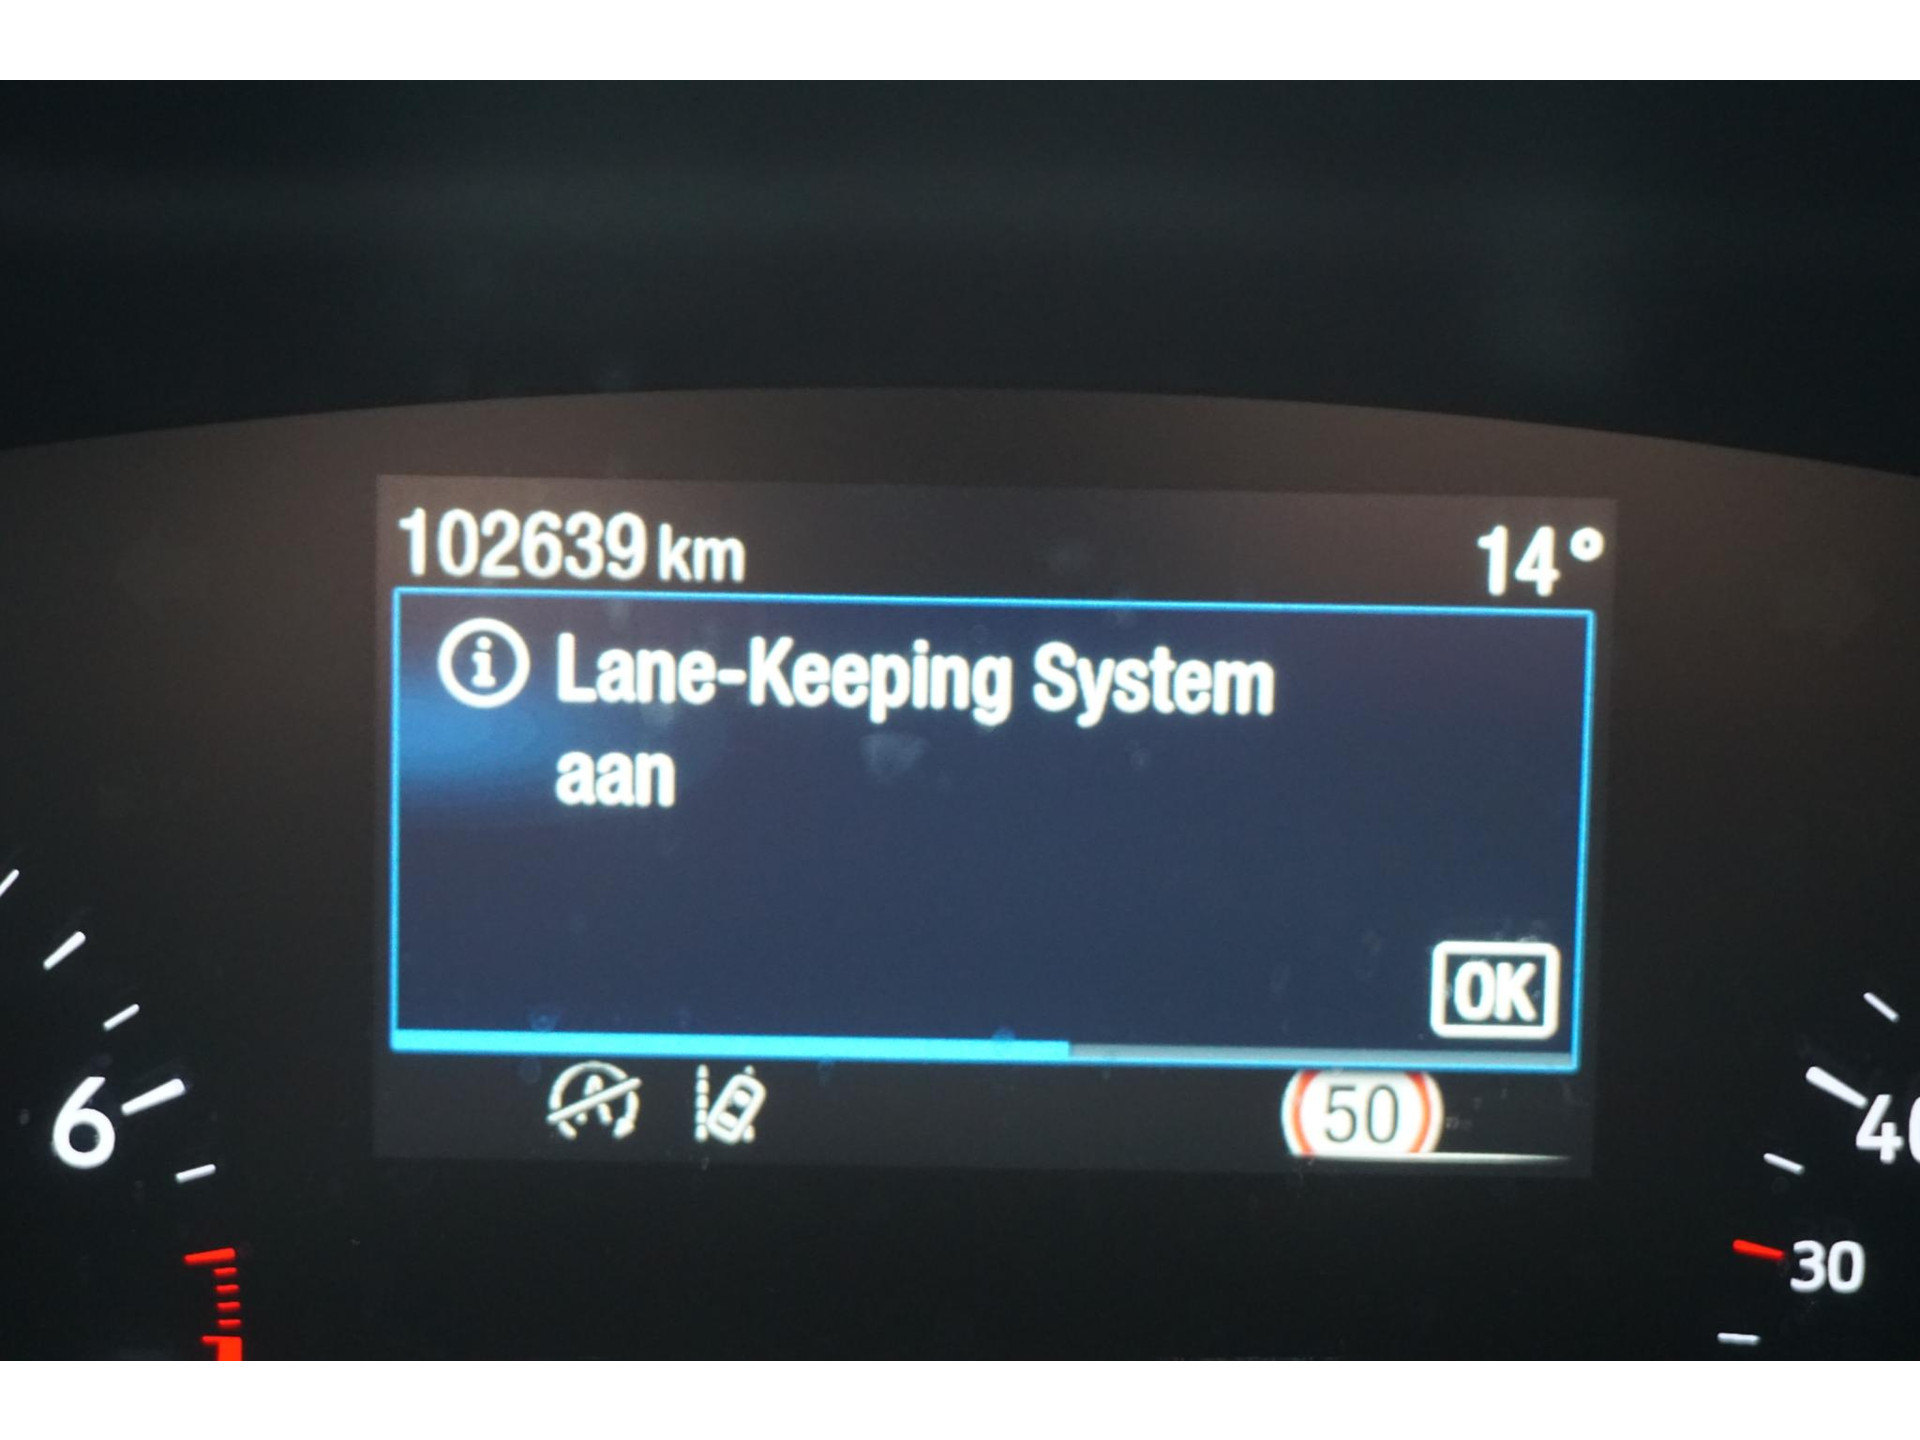 102639 km 14°
i Lane-Keeping System
aan
OK
50
6
40
30